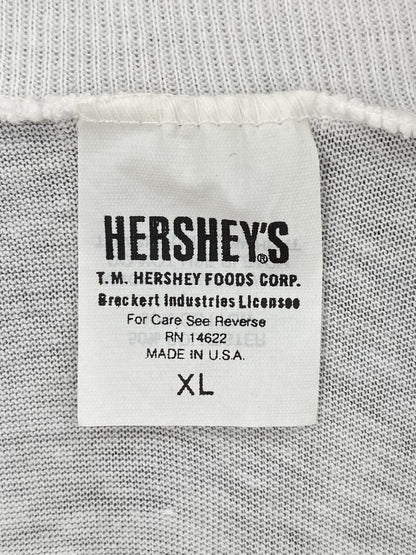 HERSHEY'S®
T.M. HERSHEY FOODS CORP.
Breckert Industries Licensee
For Care See Reverse
RN 14622
MADE IN U.S.A.
XL